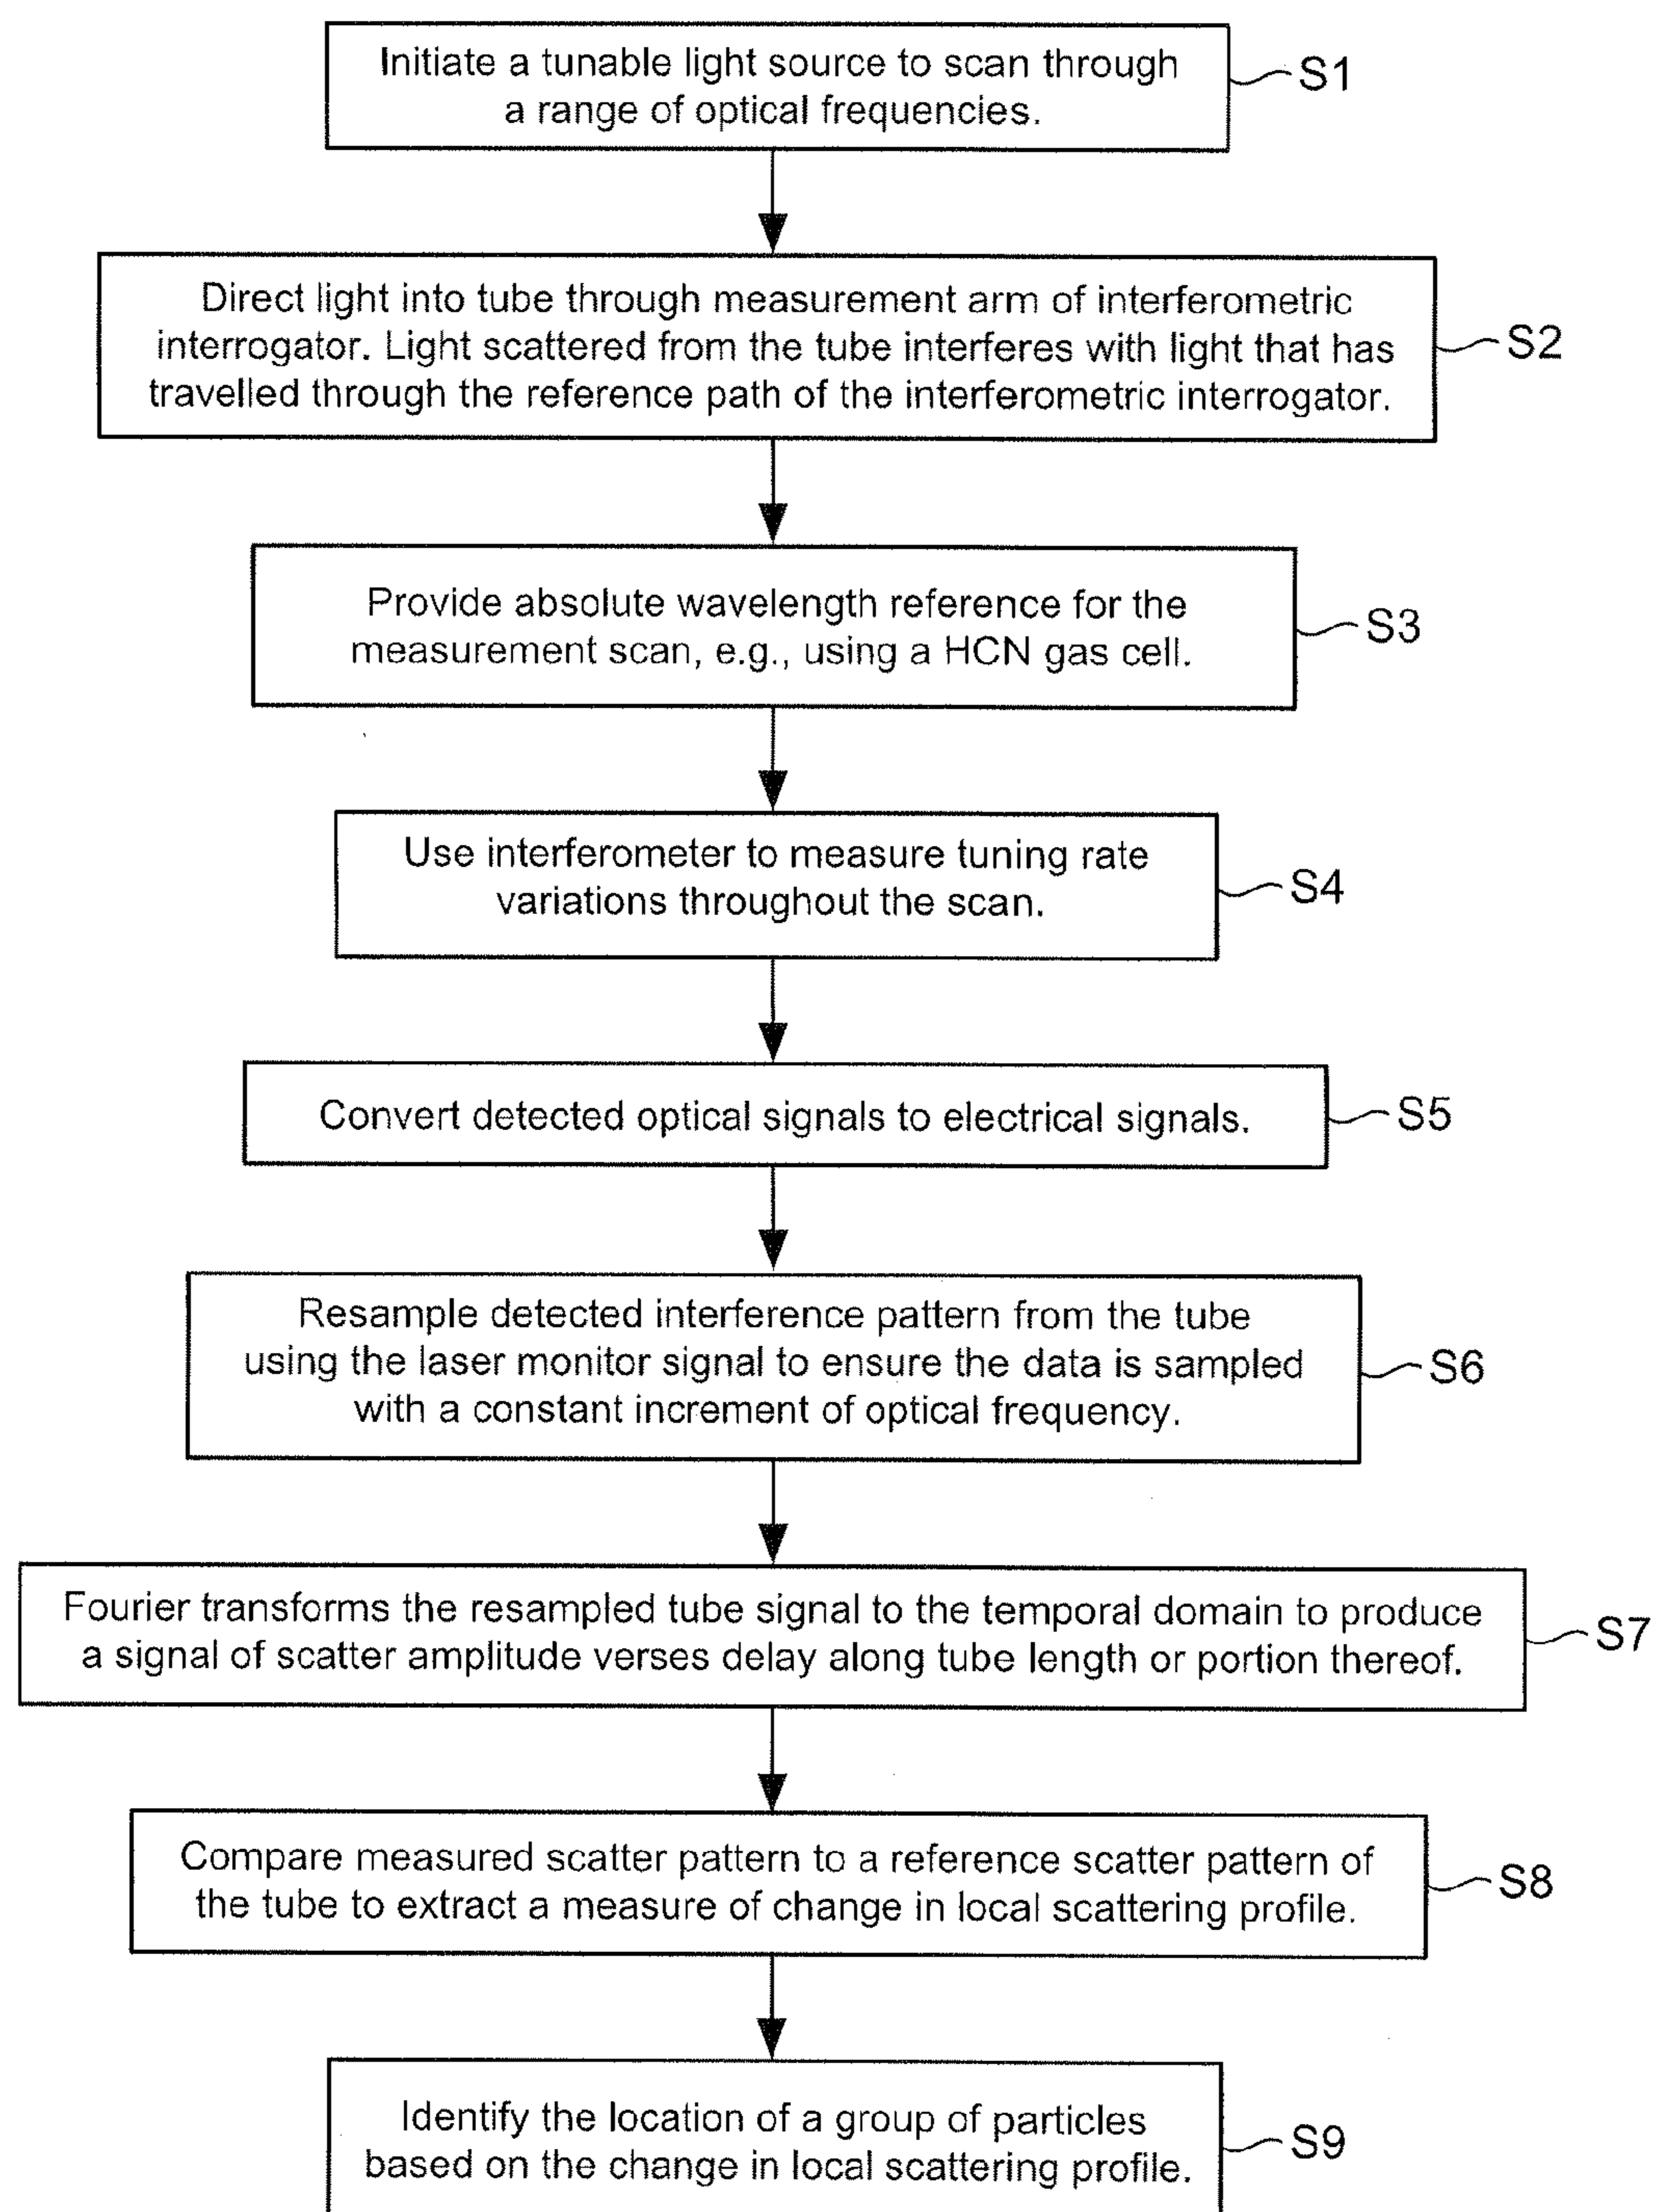 Initiate a tunable light source to scan through
a range of optical frequencies.
S1
Direct light into tube through measurement arm of interferometric
interrogator. Light scattered from the tube interferes with light that has
travelled through the reference path of the interferometric interrogator.
S2
Provide absolute wavelength reference for the
measurement scan, e.g., using a HCN gas cell.
S3
Use interferometer to measure tuning rate
variations throughout the scan.
S4
Convert detected optical signals to electrical signals.
S5
Resample detected interference pattern from the tube
using the laser monitor signal to ensure the data is sampled
with a constant increment of optical frequency.
S6
Fourier transforms the resampled tube signal to the temporal domain to produce
a signal of scatter amplitude verses delay along tube length or portion thereof.
S7
Compare measured scatter pattern to a reference scatter pattern of
the tube to extract a measure of change in local scattering profile.
S8
Identify the location of a group of particles
based on the change in local scattering profile.
S9